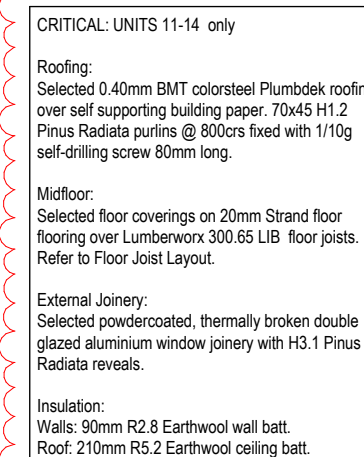 CRITICAL: UNITS 11-14 only
Roofing:
Selected 0.40mm BMT colorsteel Plumbdek
over self supporting building paper. 70x45 H1.2
Pinus Radiata purlins @ 800crs fixed with 1/10g
self-drilling screw 80mm long.
Midfloor:
Selected floor coverings on 20mm Strand floor
flooring over Lumberworx 300.65 LIB floor joists.
Refer to Floor Joist Layout.
External Joinery:
Selected powdercoated, thermally broken double
glazed aluminium window joinery with H3.1 Pinus
Radiata reveals.
Insulation:
Walls: 90mm R2.8 Earthwool wall batt.
Roof: 210mm R5.2 Earthwool ceiling batt.